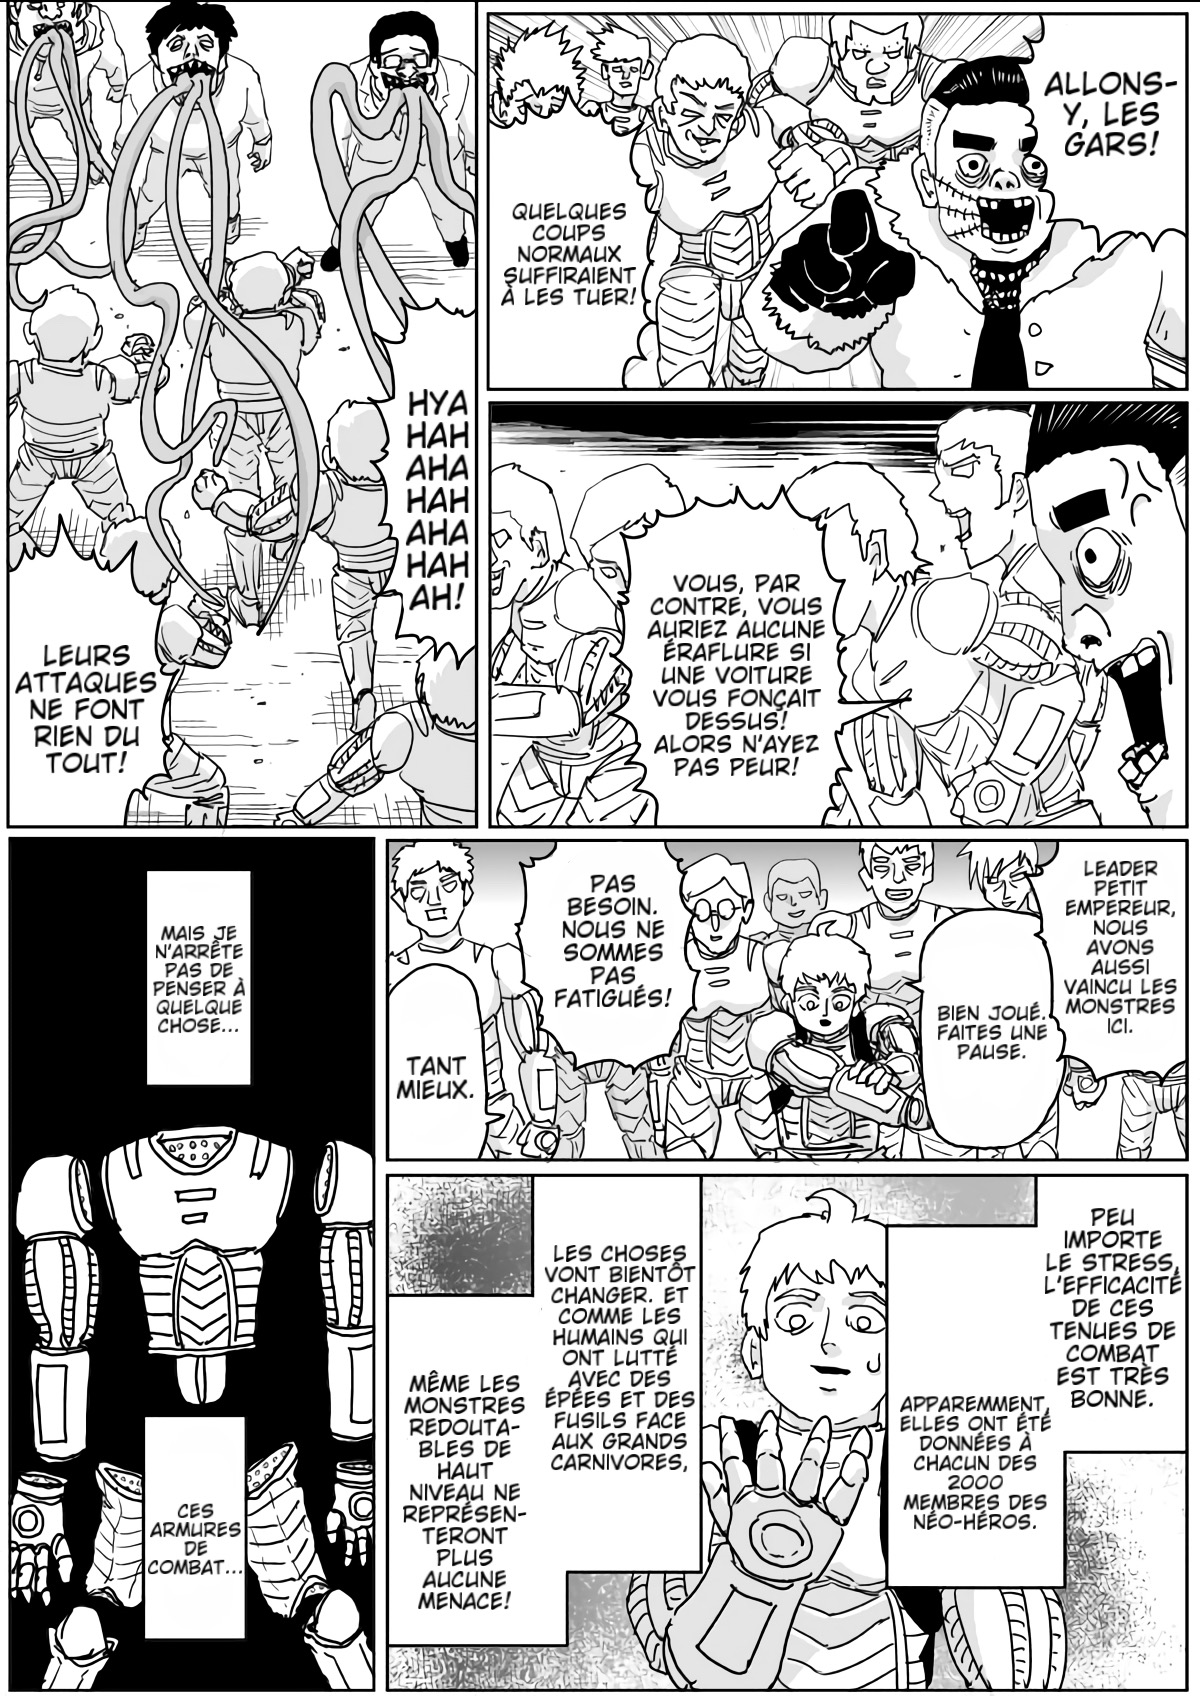 ALLONS-
Y, LES
GARS!
QUELQUES
COUPS
NORMAUX
SUFFIRAIENT
À LES TUER!
VOUS, PAR
CONTRE, VOUS
AURIEZ AUCUNE
ÉRAFLURE SI
UNE VOITURE
VOUS FONÇAIT
DESSUS!
ALORS N'AYEZ
PAS PEUR!
HYA
HAH
AHA
HAH
AHA
HAH
AH!
LEURS
ATTAQUES
NE FONT
RIEN DU
TOUT!
LEADER
PETIT
EMPEREUR,
NOUS
AVONS
AUSSI
VAINCU LES
MONSTRES
ICI.
BIEN JOUÉ.
FAITES UNE
PAUSE.
PAS
BESOIN.
NOUS NE
SOMMES
PAS
FATIGUÉS!
TANT
MIEUX.
PEU
IMPORTE
LE STRESS,
L'EFFICACITÉ
DE CES
TENUES DE
COMBAT
EST TRÈS
BONNE.
APPAREMMENT,
ELLES ONT ÉTÉ
DONNÉES À
CHACUN DES
2000
MEMBRES DES
NÉO-HÉROS.
LES CHOSES
VONT BIENTÔT
CHANGER. ET
COMME LES
HUMAINS QUI
ONT LUTTÉ
AVEC DES
ÉPÉES ET DES
FUSILS FACE
AUX GRANDS
CARNIVORES,
MÊME LES
MONSTRES
REDOUTA-
BLES DE
HAUT
NIVEAU NE
REPRÉSEN-
TERONT
PLUS
AUCUNE
MENACE!
MAIS JE
N'ARRÊTE
PAS DE
PENSER À
QUELQUE
CHOSE...
CES
ARMURES
DE
COMBAT...